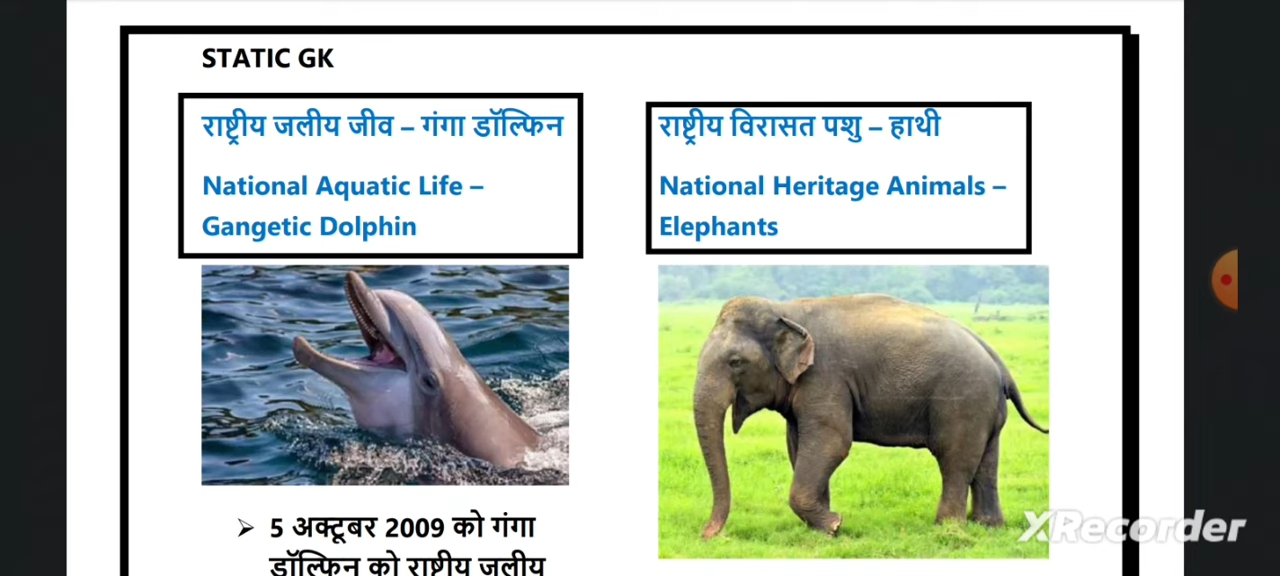 STATIC GK
राष्ट्रीय जलीय जीव – गंगा डॉल्फिन
National Aquatic Life –
Gangetic Dolphin
राष्ट्रीय विरासत पशु – हाथी
National Heritage Animals –
Elephants
➢ 5 अक्टूबर 2009 को गंगा
डॉल्फिन को राष्ट्रीय जलीय
XRecorder